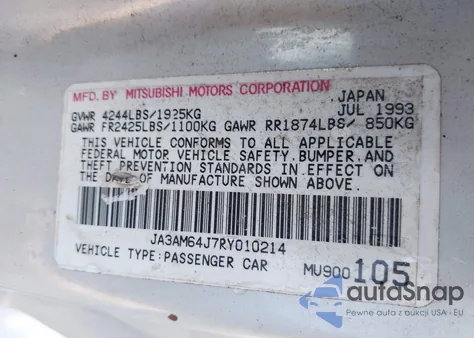 MFD. BY MITSUBISHI MOTORS CORPORATION JAPAN
GVWR 4244LBS/1925KG JUL 1993
GAWR FR2425LBS/1100KG GAWR RR1874LBS/ 850KG
THIS VEHICLE CONFORMS TO ALL APPLICABLE
FEDERAL MOTOR VEHICLE SAFETY, BUMPER, AND
THEFT PREVENTION STANDARDS IN EFFECT ON
THE DATE OF MANUFACTURE SHOWN ABOVE.
JA3AM64J7RY010214
VEHICLE TYPE:PASSENGER CAR MU900 105
autoSnap
Pewne auta z aukcji USA - EU